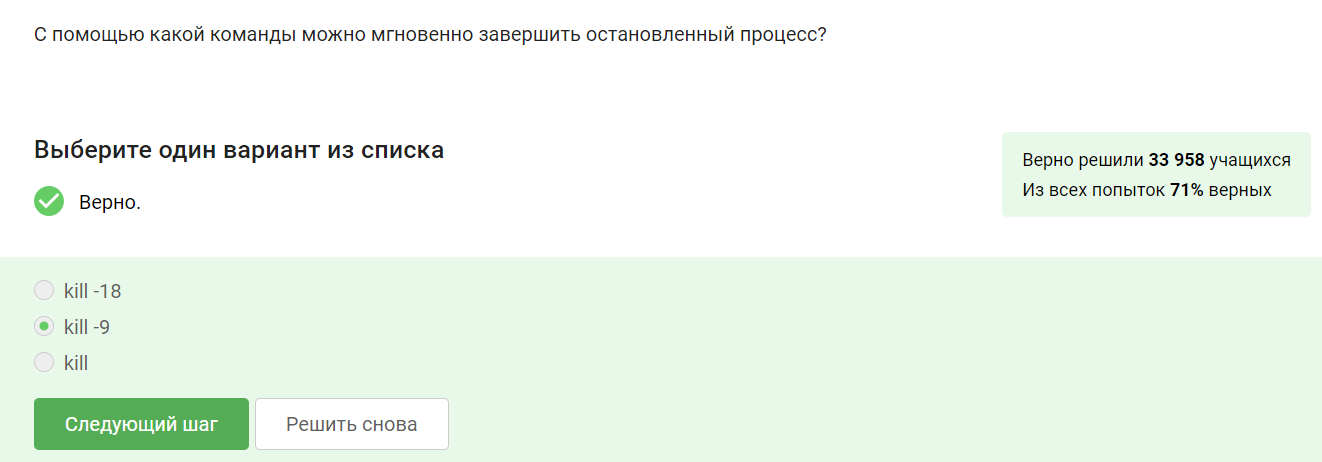 С помощью какой команды можно мгновенно завершить остановленный процесс?
Выберите один вариант из списка
Верно.
Верно решили 33 958 учащихся
Из всех попыток 71% верных
kill -18
kill -9
kill
Следующий шаг
Решить снова